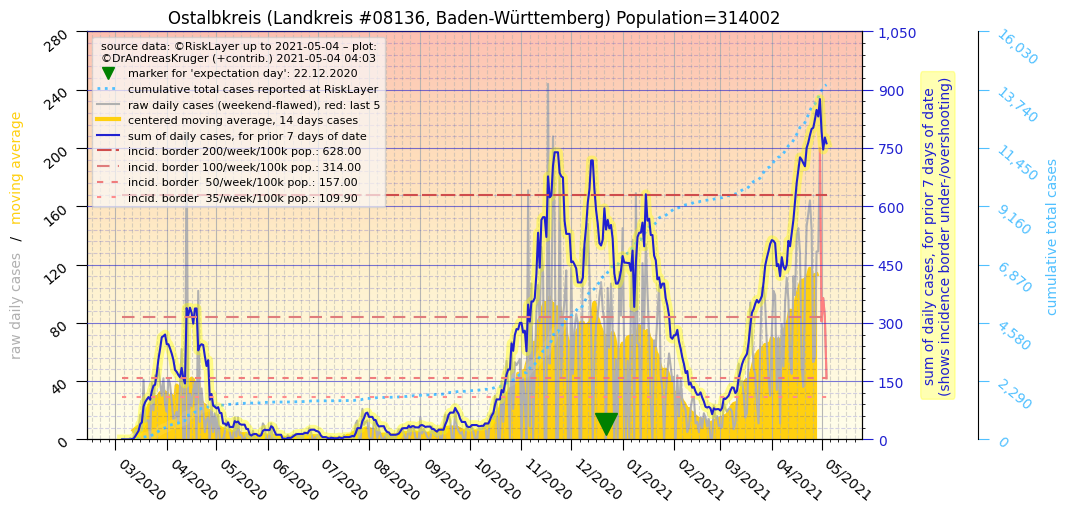 Ostalbkreis (Landkreis #08136, Baden-Württemberg) Population=314002
source data: ©RiskLayer up to 2021-05-04 – plot:
©DrAndreasKruger (+contrib.) 2021-05-04 04:03
marker for 'expectation day': 22.12.2020
cumulative total cases reported at RiskLayer
raw daily cases (weekend-flawed), red: last 5
centered moving average, 14 days cases
sum of daily cases, for prior 7 days of date
incid. border 200/week/100k pop.: 628.00
incid. border 100/week/100k pop.: 314.00
incid. border  50/week/100k pop.: 157.00
incid. border  35/week/100k pop.: 109.90
raw daily cases  /  moving average
280
240
200
160
120
80
40
0
03/2020
04/2020
05/2020
06/2020
07/2020
08/2020
09/2020
10/2020
11/2020
12/2020
01/2021
02/2021
03/2021
04/2021
05/2021
1,050
900
750
600
450
300
150
0
sum of daily cases, for prior 7 days of date
(shows incidence border under-/overshooting)
16,030
13,740
11,450
9,160
6,870
4,580
2,290
0
cumulative total cases